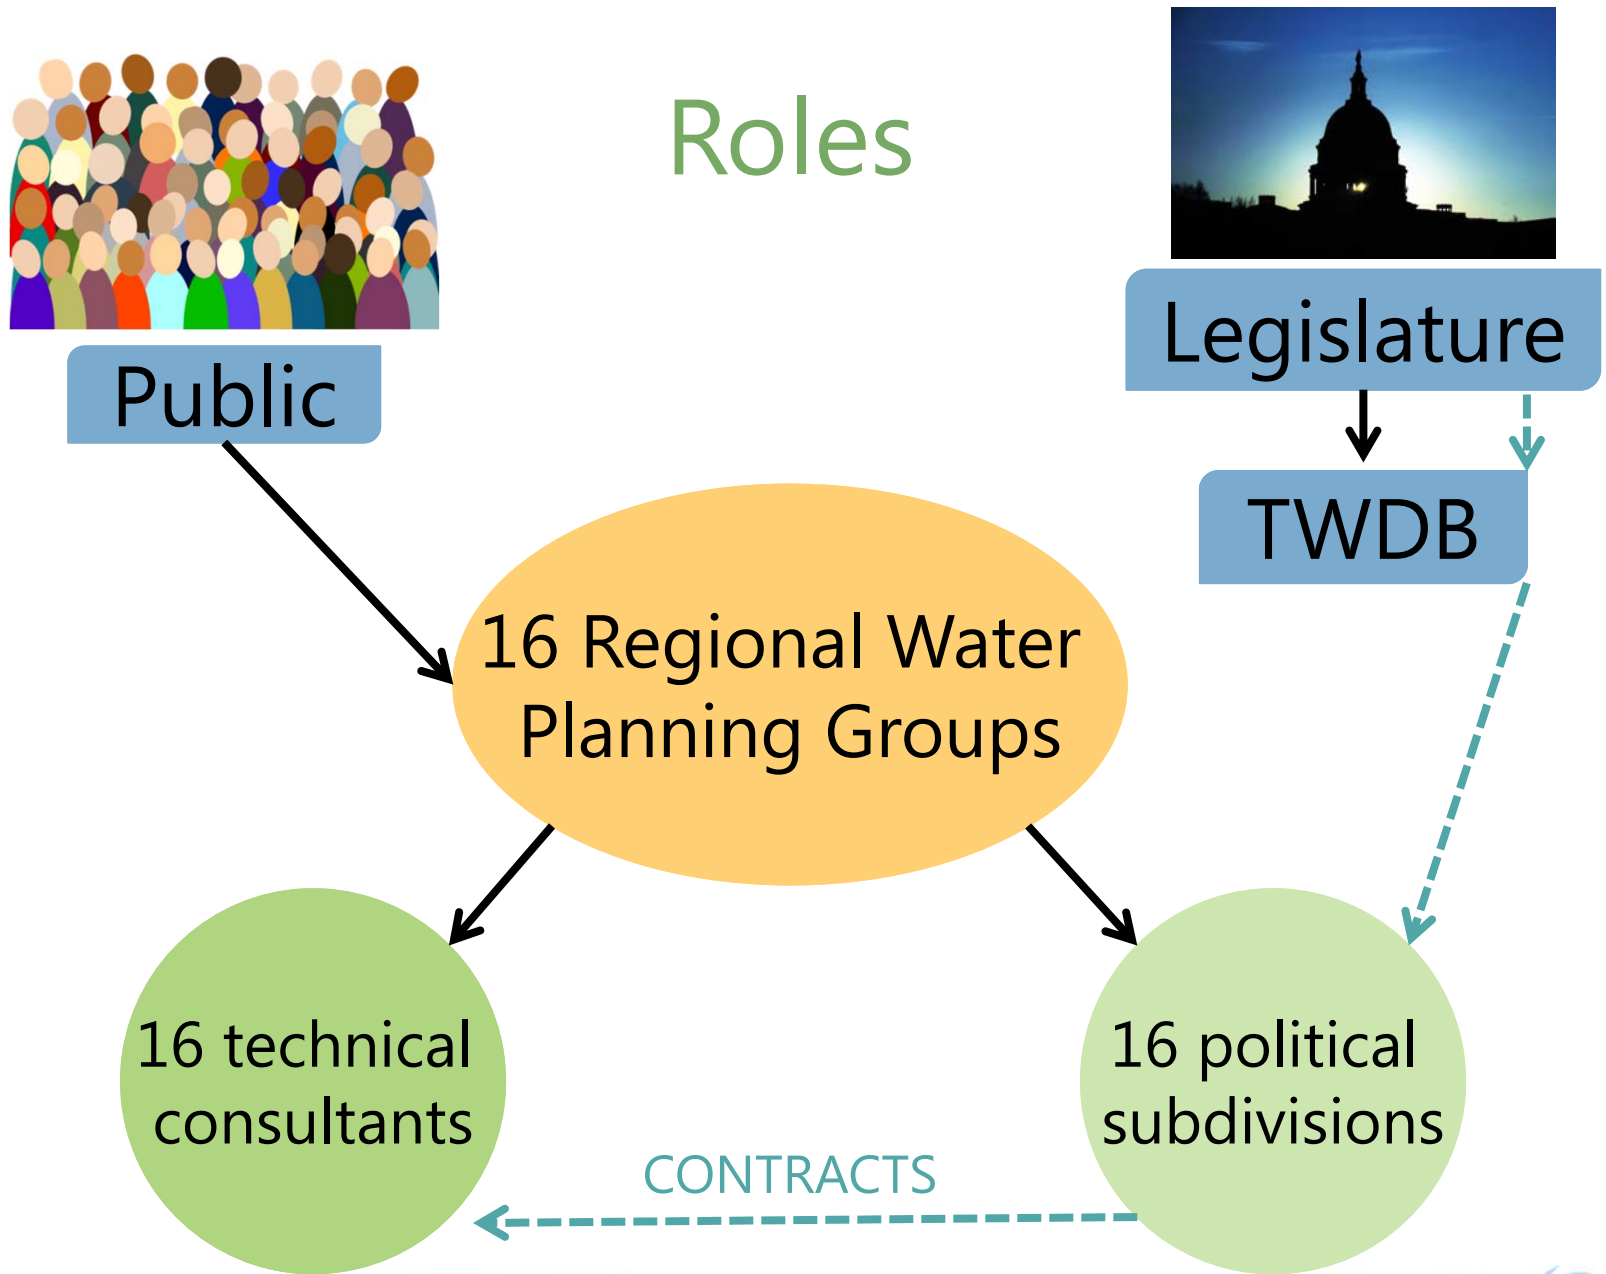 Roles
Public
Legislature
TWDB
16 Regional Water
Planning Groups
16 technical
consultants
16 political
subdivisions
CONTRACTS